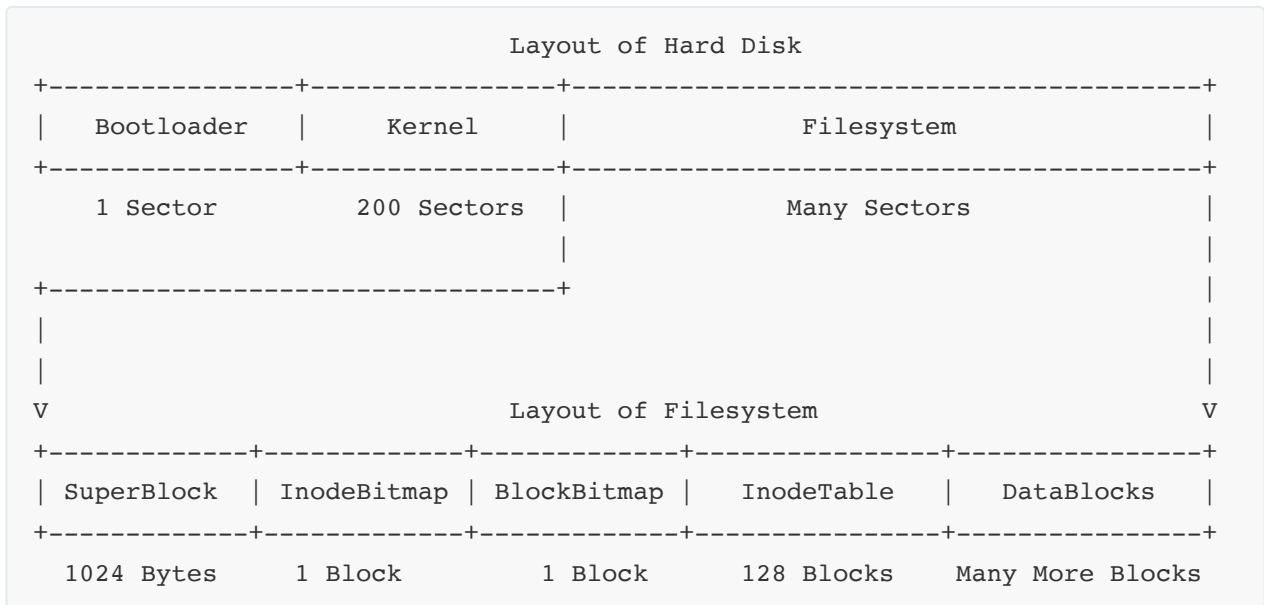 Layout of Hard Disk
+----------------+----------------+-----------------------------------------+
|   Bootloader   |     Kernel     |               Filesystem                |
+----------------+----------------+-----------------------------------------+
    1 Sector         200 Sectors  |              Many Sectors               |
                                  |                                         |
+---------------------------------+                                         |
|                                                                           |
|                                                                           |
V                              Layout of Filesystem                         V
+-------------+-------------+-------------+----------------+----------------+
| SuperBlock  | InodeBitmap | BlockBitmap |   InodeTable   |   DataBlocks   |
+-------------+-------------+-------------+----------------+----------------+
  1024 Bytes     1 Block        1 Block      128 Blocks    Many More Blocks